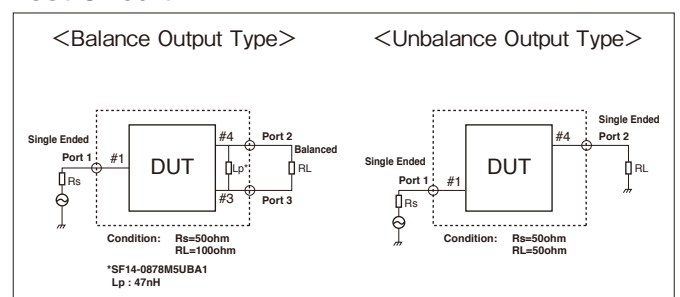 <Balance Output Type>
Single Ended
Port 1
#1
Rs
DUT
#4
#3
Lp*
Port 2
Balanced
RL
Port 3
Condition: Rs=50ohm
RL=100ohm
*SF14-0878M5UBA1
Lp : 47nH
<Unbalance Output Type>
Single Ended
Port 1
#1
Rs
DUT
#4
Single Ended
Port 2
RL
Condition: Rs=50ohm
RL=50ohm